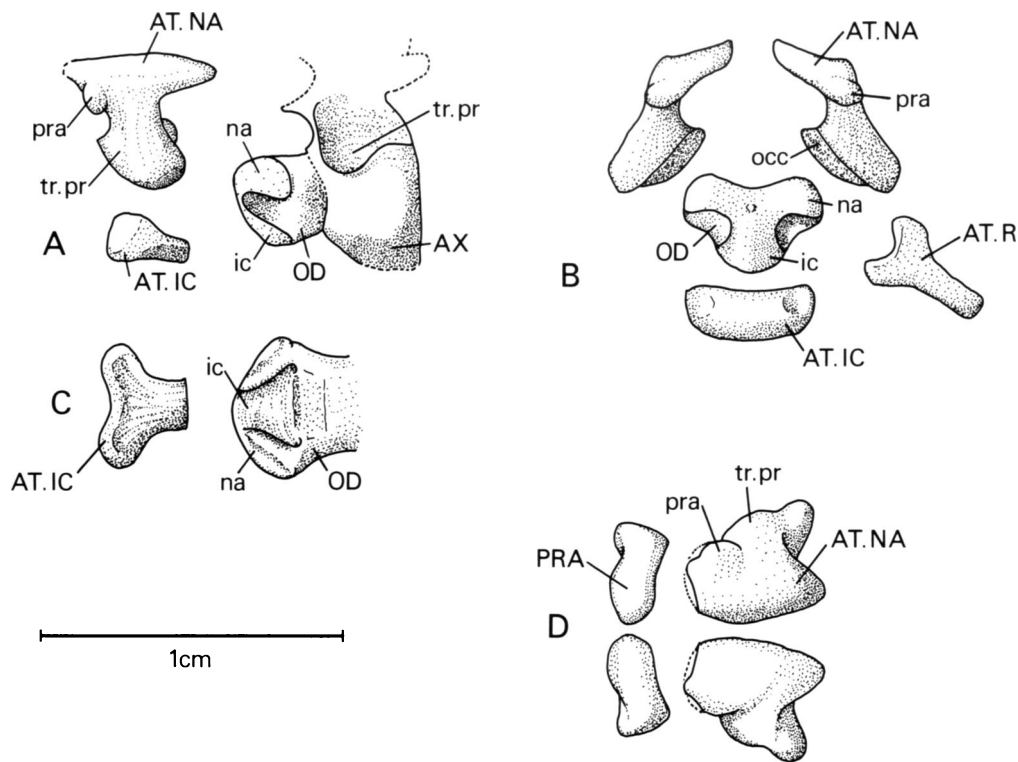 AT.NA
pra
tr.pr
A
AT.IC
na
ic
OD
tr.pr
AX
AT.NA
pra
occ
na
OD
ic
B
AT.R
AT.IC
C
ic
AT.IC
na
OD
1cm
tr.pr
pra
PRA
AT.NA
D